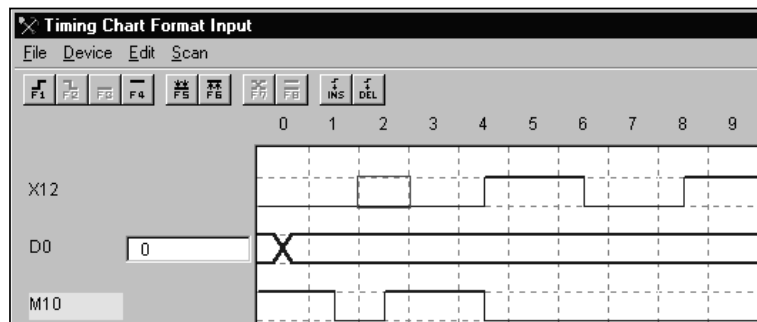 Timing Chart Format Input
File Device Edit Scan
F1 F2 F3 F4 F5 F6 F7 F8 INS DEL
0 1 2 3 4 5 6 7 8 9
X12
D0 0
M10